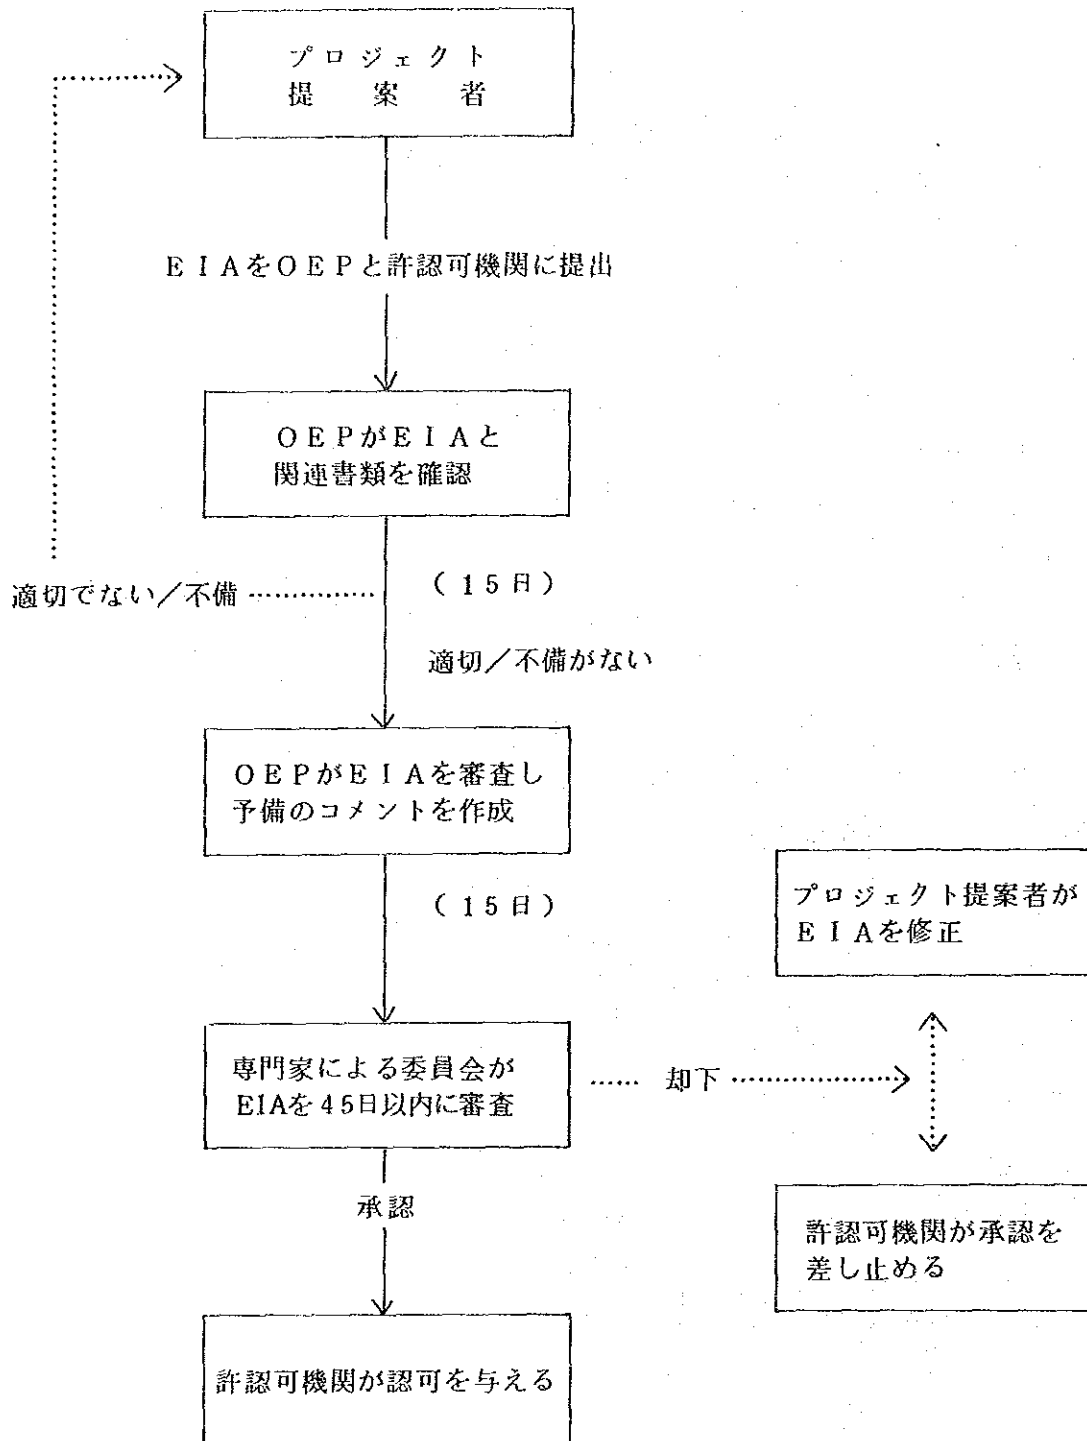 プロジェクト
提案者
EIAをOEPと許認可機関に提出
OEPがEIAと
関連書類を確認
適切でない/不備
(15日)
適切/不備がない
OEPがEIAを審査し
予備のコメントを作成
(15日)
プロジェクト提案者が
EIAを修正
専門家による委員会が
EIAを45日以内に審査
却下
承認
許認可機関が承認を
差し止める
許認可機関が認可を与える